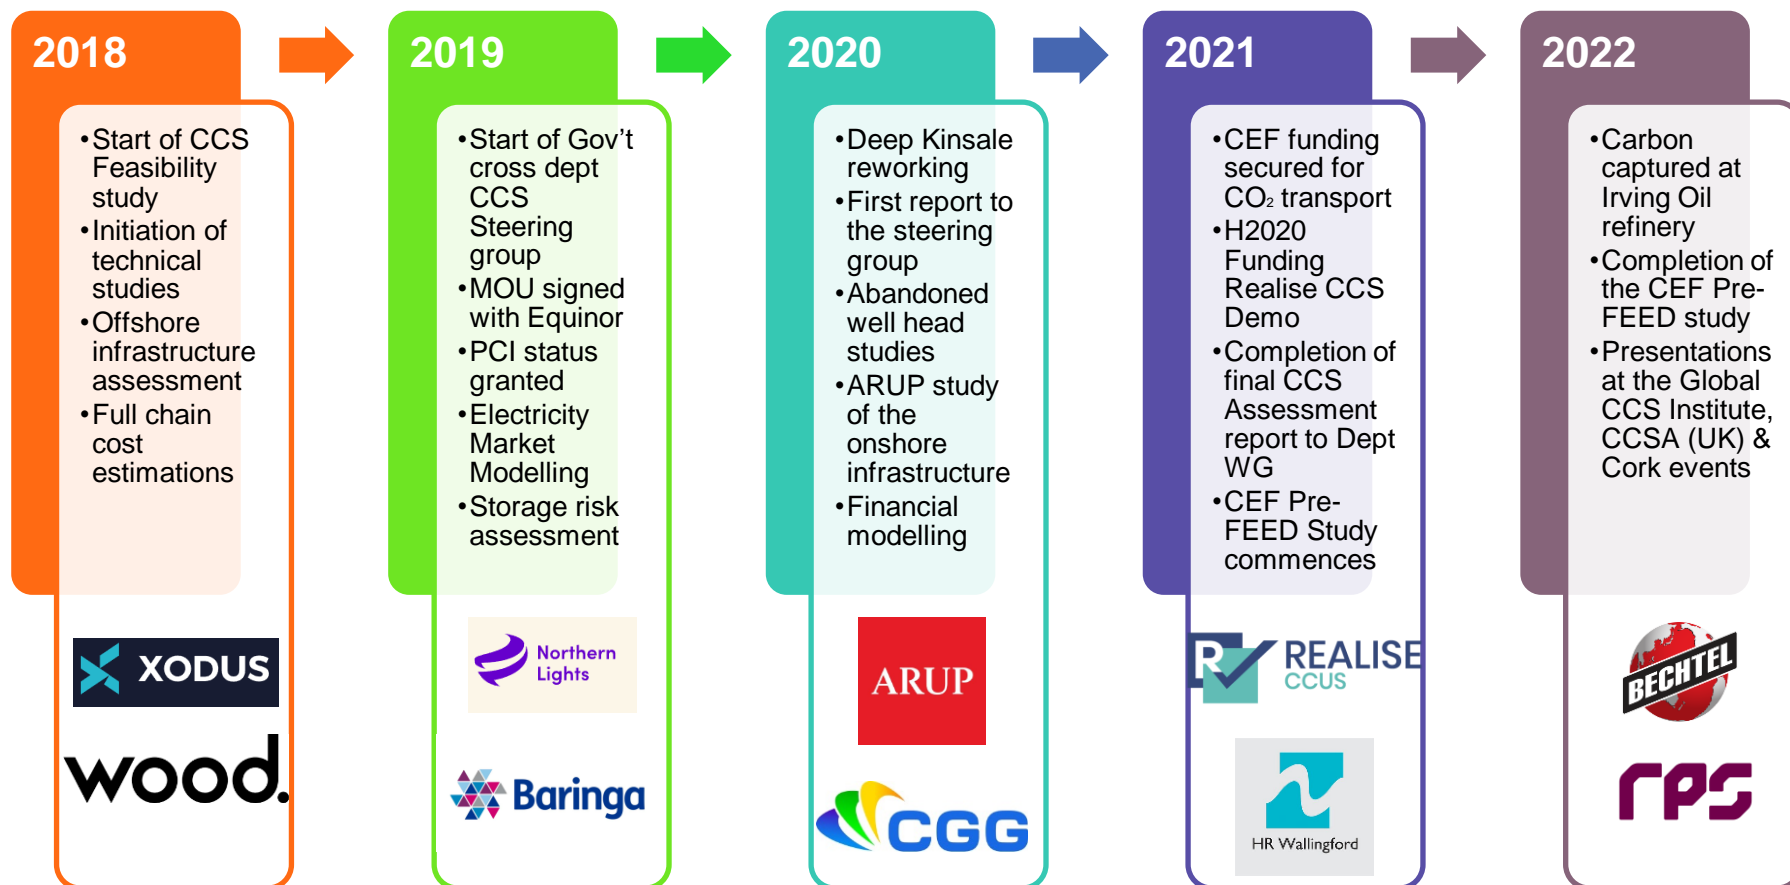 2018
•Start of CCS
Feasibility
study
•Initiation of
technical
studies
•Offshore
infrastructure
assessment
•Full chain
cost
estimations
XODUS
wood.
2019
•Start of Gov't
cross dept
CCS
Steering
group
•MOU signed
with Equinor
•PCI status
granted
•Electricity
Market
Modelling
•Storage risk
assessment
Northern
Lights
Baringa
2020
•Deep Kinsale
reworking
•First report to
the steering
group
•Abandoned
well head
studies
•ARUP study
of the
onshore
infrastructure
•Financial
modelling
ARUP
CGG
2021
•CEF funding
secured for
CO₂ transport
•H2020
Funding
Realise CCS
Demo
•Completion of
final CCS
Assessment
report to Dept
WG
•CEF Pre-
FEED Study
commences
R REALISE
CCUS
HR Wallingford
2022
•Carbon
captured at
Irving Oil
refinery
•Completion of
the CEF Pre-
FEED study
•Presentations
at the Global
CCS Institute,
CCSA (UK) &
Cork events
BECHTEL
rps